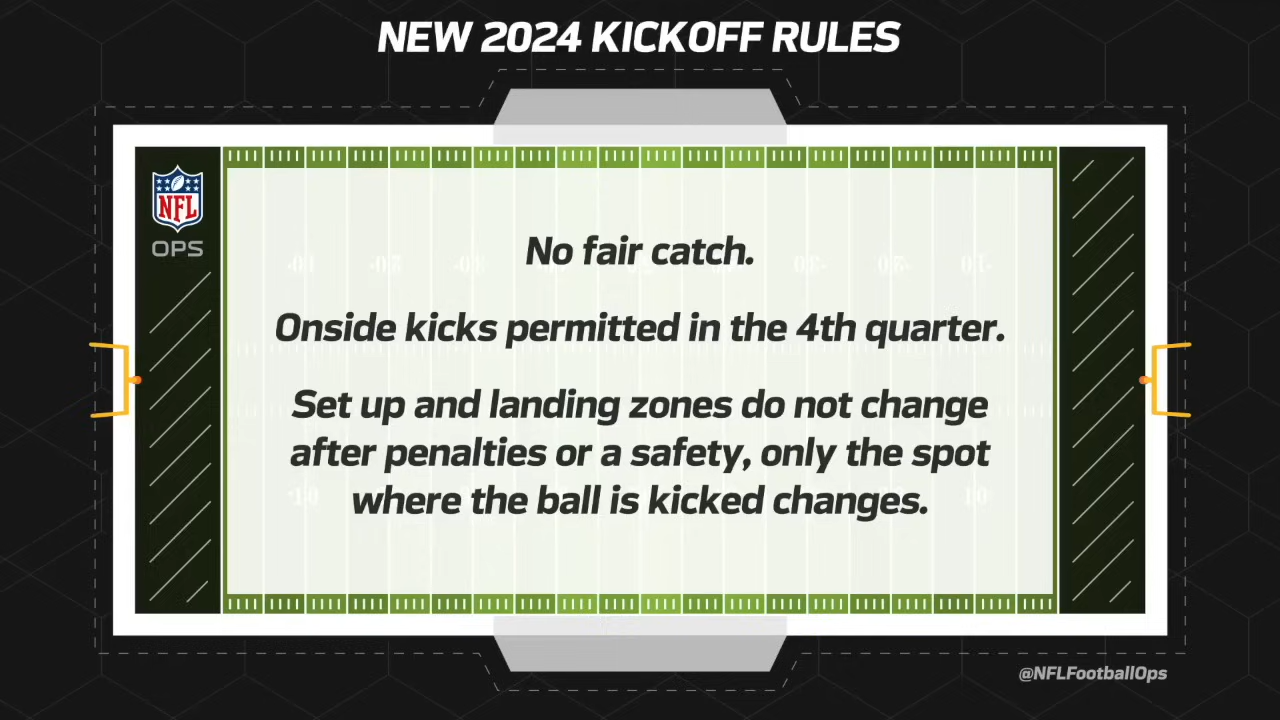 NEW 2024 KICKOFF RULES
NFL
OPS
No fair catch.
Onside kicks permitted in the 4th quarter.
Set up and landing zones do not change
after penalties or a safety, only the spot
where the ball is kicked changes.
@NFLFootballOps